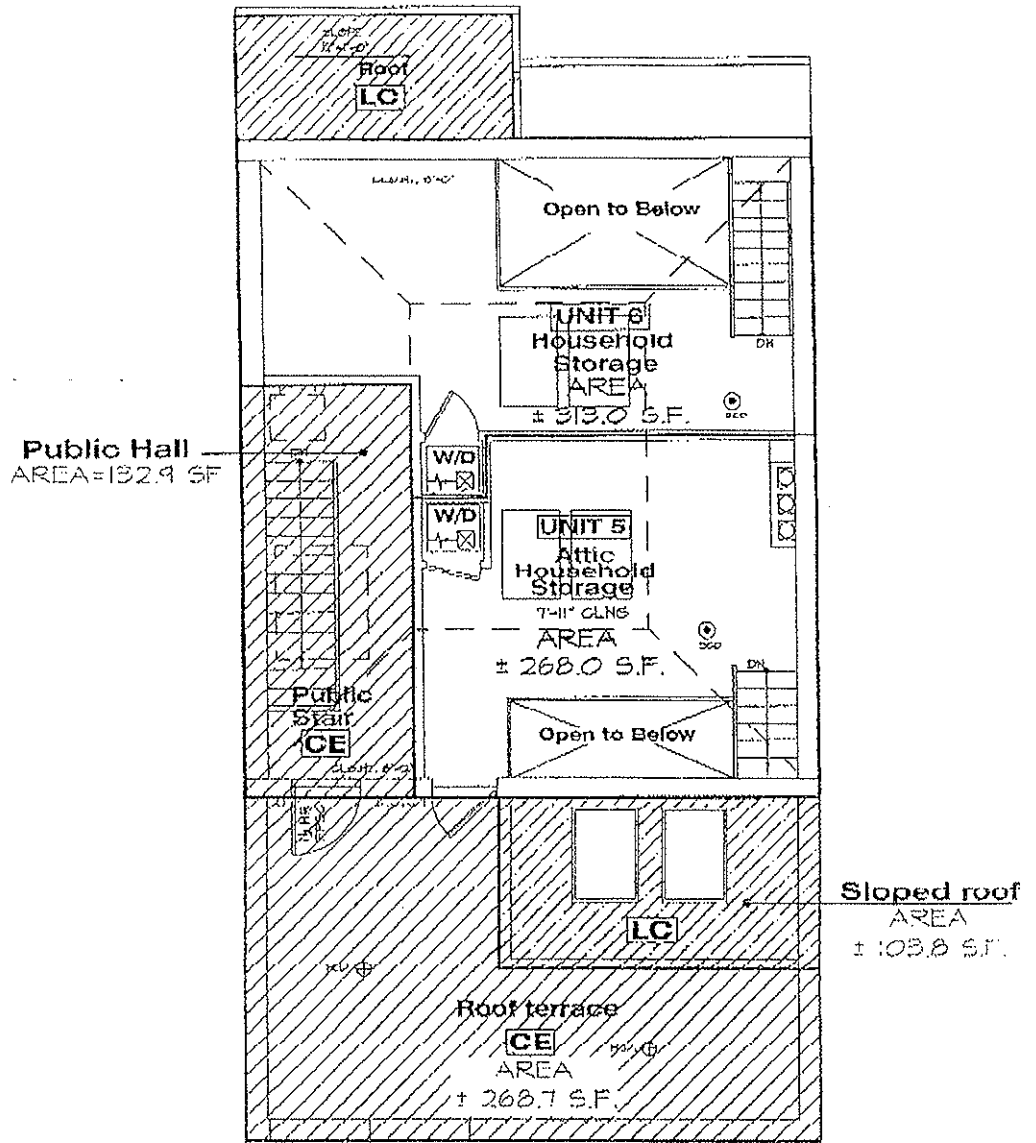 Roof
LC
Open to Below
UNIT 6
Household
Storage
AREA
± 313.0 S.F.
DN
Public Hall
AREA=132.9 SF
W/D
W/D
UNIT 5
Attic
Household
Storage
7'-11" CLNG
AREA
± 268.0 S.F.
DN
Public
Stair
CE
Open to Below
Sloped roof
AREA
± 103.8 S.F.
LC
Roof terrace
CE
AREA
± 268.7 S.F.